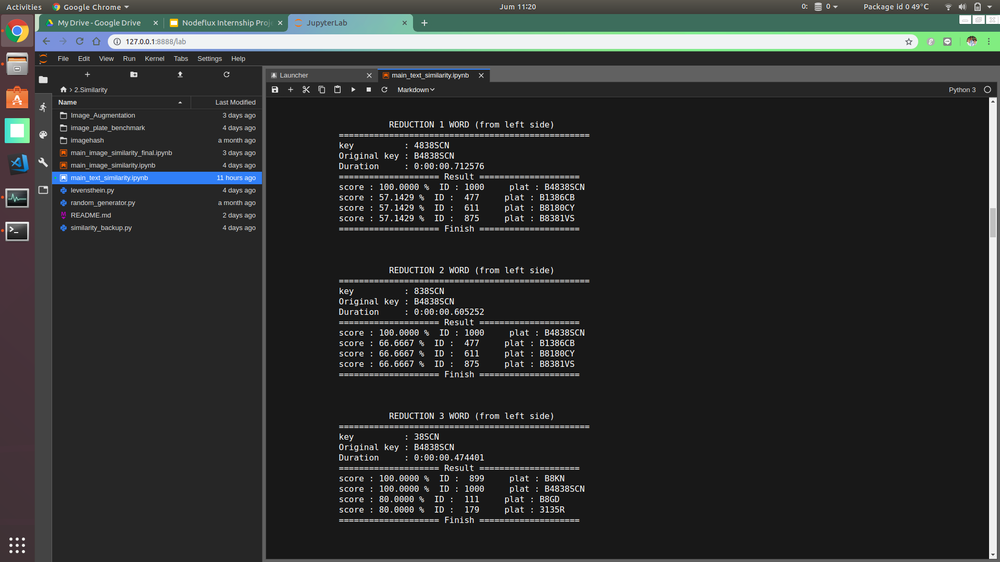 Activities Google Chrome Jum 11:20 0: 0 Package id 0 49°C
My Drive - Google Drive Nodeflux Internship Proje JupyterLab
127.0.0.1:8888/lab
File Edit View Run Kernel Tabs Settings Help
Launcher main_text_similarity.ipynb
2.Similarity
Markdown Python 3
Name Last Modified
Image_Augmentation 3 days ago
image_plate_benchmark 4 days ago
imagehash a month ago
main_image_similarity_final.ipynb 3 days ago
main_image_similarity.ipynb 4 days ago
main_text_similarity.ipynb 11 hours ago
levensthein.py 4 days ago
random_generator.py a month ago
README.md 2 days ago
similarity_backup.py 4 days ago
REDUCTION 1 WORD (from left side)
==================================================
key : 4838SCN
Original key : B4838SCN
Duration : 0:00:00.712576
==================== Result ====================
score : 100.0000 % ID : 1000 plat : B4838SCN
score : 57.1429 % ID : 477 plat : B1386CB
score : 57.1429 % ID : 611 plat : B8180CY
score : 57.1429 % ID : 875 plat : B8381VS
==================== Finish ====================
REDUCTION 2 WORD (from left side)
==================================================
key : 838SCN
Original key : B4838SCN
Duration : 0:00:00.605252
==================== Result ====================
score : 100.0000 % ID : 1000 plat : B4838SCN
score : 66.6667 % ID : 477 plat : B1386CB
score : 66.6667 % ID : 611 plat : B8180CY
score : 66.6667 % ID : 875 plat : B8381VS
==================== Finish ====================
REDUCTION 3 WORD (from left side)
==================================================
key : 38SCN
Original key : B4838SCN
Duration : 0:00:00.474401
==================== Result ====================
score : 100.0000 % ID : 899 plat : B8KN
score : 100.0000 % ID : 1000 plat : B4838SCN
score : 80.0000 % ID : 111 plat : B8GD
score : 80.0000 % ID : 179 plat : 3135R
==================== Finish ====================